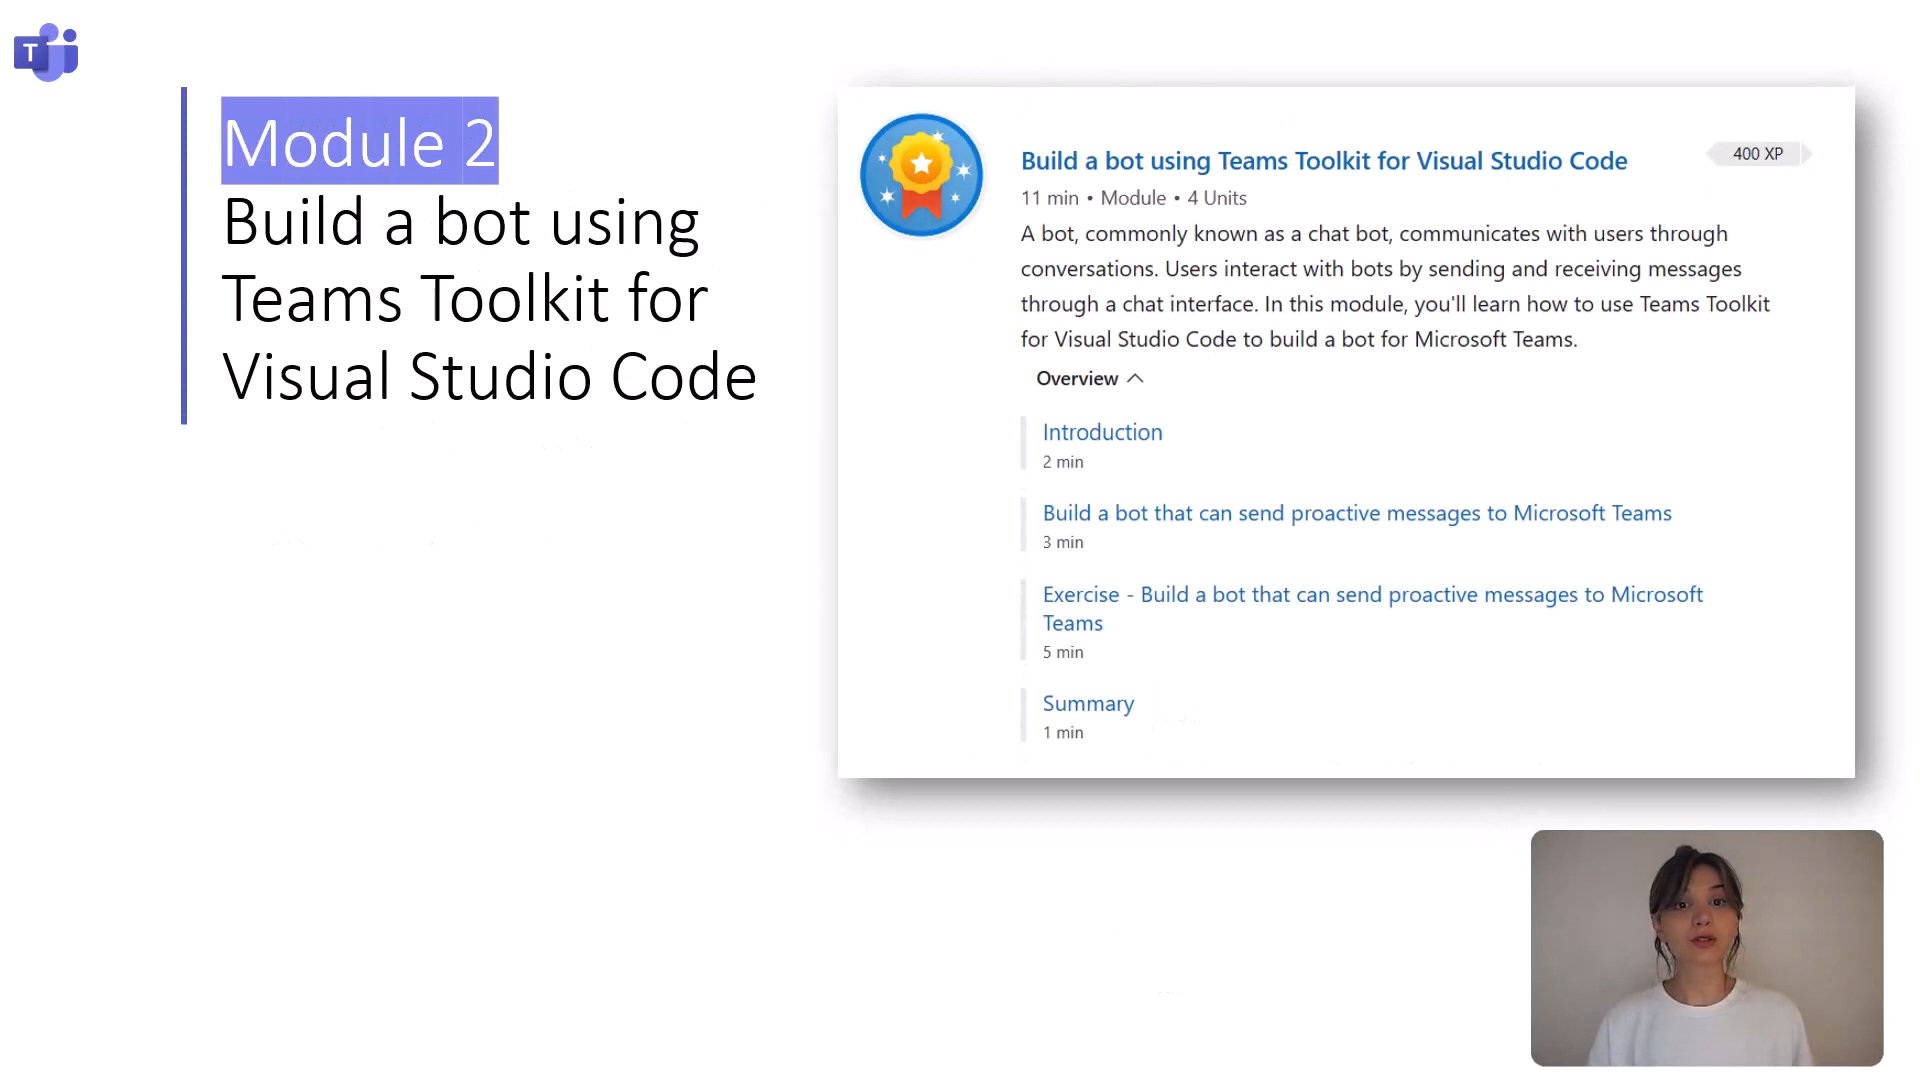 T
Module 2
Build a bot using
Teams Toolkit for
Visual Studio Code
Build a bot using Teams Toolkit for Visual Studio Code
400 XP
11 min • Module • 4 Units
A bot, commonly known as a chat bot, communicates with users through
conversations. Users interact with bots by sending and receiving messages
through a chat interface. In this module, you'll learn how to use Teams Toolkit
for Visual Studio Code to build a bot for Microsoft Teams.
Overview
Introduction
2 min
Build a bot that can send proactive messages to Microsoft Teams
3 min
Exercise - Build a bot that can send proactive messages to Microsoft
Teams
5 min
Summary
1 min